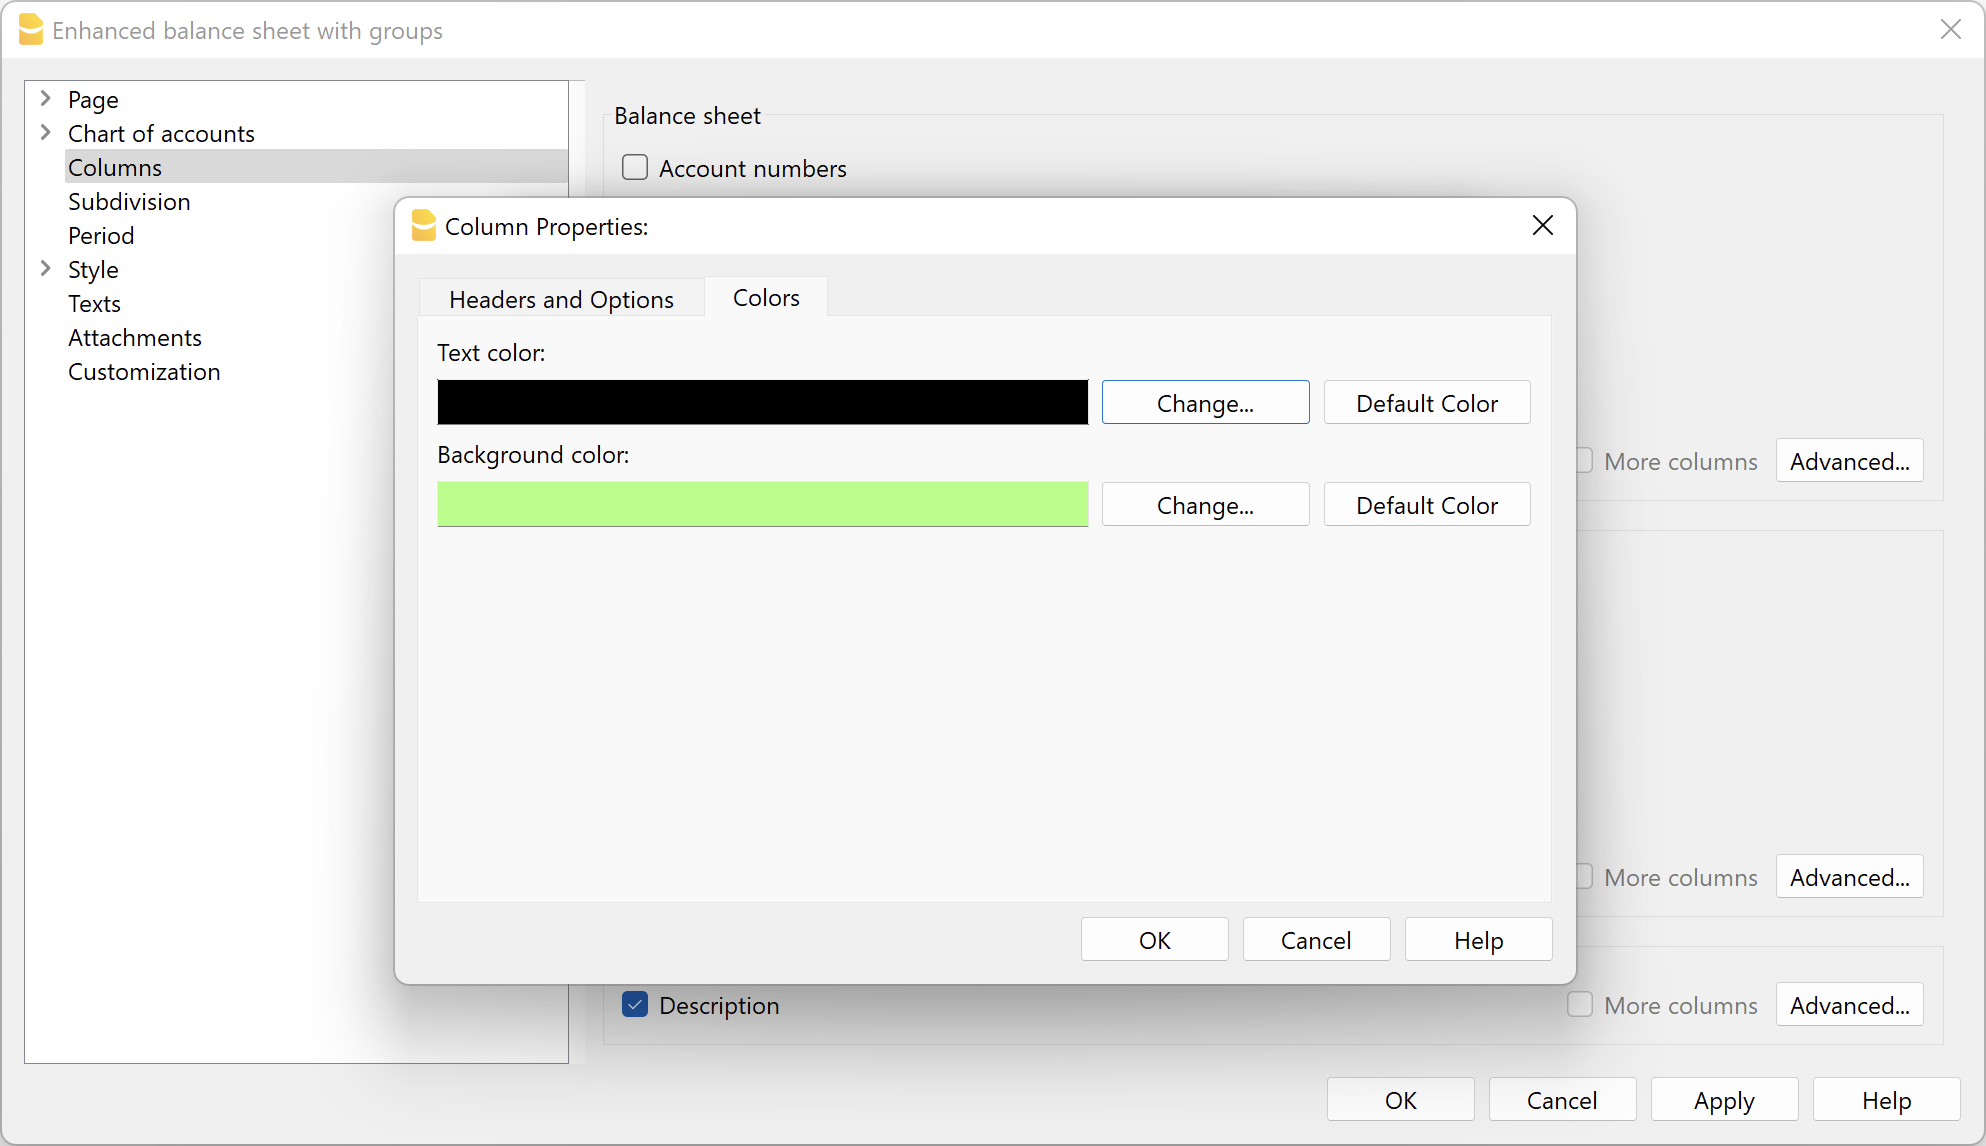 Enhanced balance sheet with groups
Page
Chart of accounts
Columns
Subdivision
Period
Style
Texts
Attachments
Customization
Balance sheet
Account numbers
Column Properties:
Headers and Options
Colors
Text color:
Change...
Default Color
Background color:
Change...
Default Color
OK
Cancel
Help
More columns
Advanced...
More columns
Advanced...
Description
More columns
Advanced...
OK
Cancel
Apply
Help